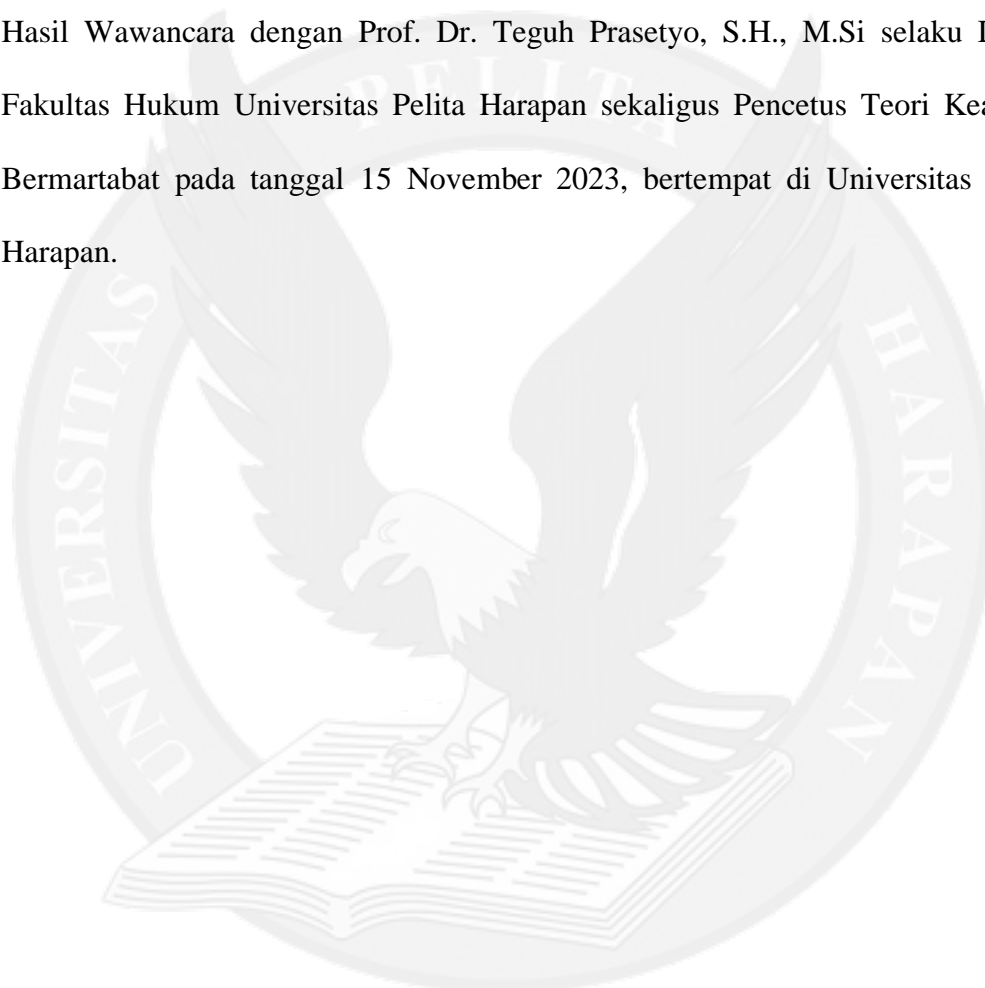 Hasil Wawancara dengan Prof. Dr. Teguh Prasetyo, S.H., M.Si selaku
Fakultas Hukum Universitas Pelita Harapan sekaligus Pencetus Teori
Bermartabat pada tanggal 15 November 2023, bertempat di Universitas
Harapan.
UNIVERSITAS
PELITA
HARAPAN